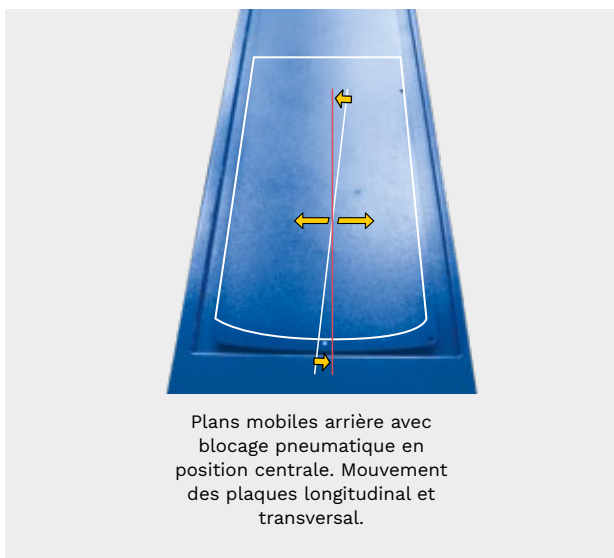 Plans mobiles arrière avec
blocage pneumatique en
position centrale. Mouvement
des plaques longitudinal et
transversal.